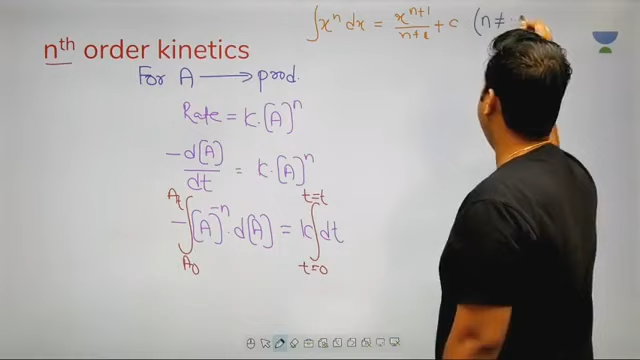 ∫xⁿ dx = xⁿ⁺¹/n+1 + c (n ≠
nth order kinetics
For A ⟶ prod.
Rate = K·[A]ⁿ
-d[A]/dt = K·[A]ⁿ
-∫[A]⁻ⁿ·d[A] = K∫dt
At t=t
A0 t=0